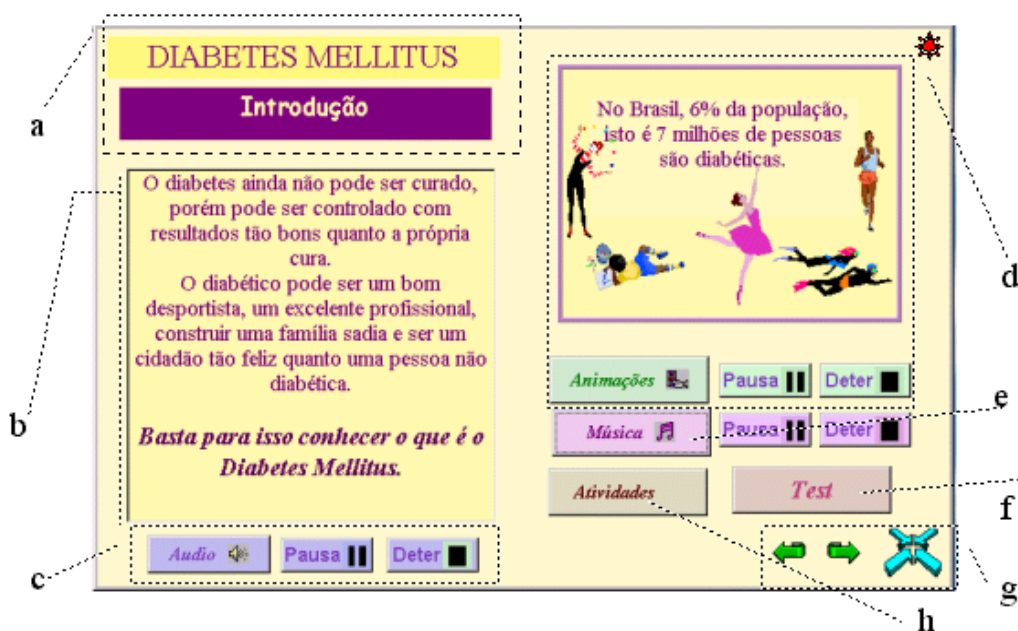 DIABETES MELLITUS
Introdução
a
O diabetes ainda não pode ser curado,
porém pode ser controlado com
resultados tão bons quanto a própria
cura.
O diabético pode ser um bom
desportista, um excelente profissional,
construir uma família sadia e ser um
cidadão tão feliz quanto uma pessoa não
diabética.
Basta para isso conhecer o que é o
Diabetes Mellitus.
b
Audio Pausa Deter
c
No Brasil, 6% da população,
isto é 7 milhões de pessoas
são diabéticas.
d
Animações Pausa Deter
e
Música Pausa Deter
Atividades Test
f
g
h